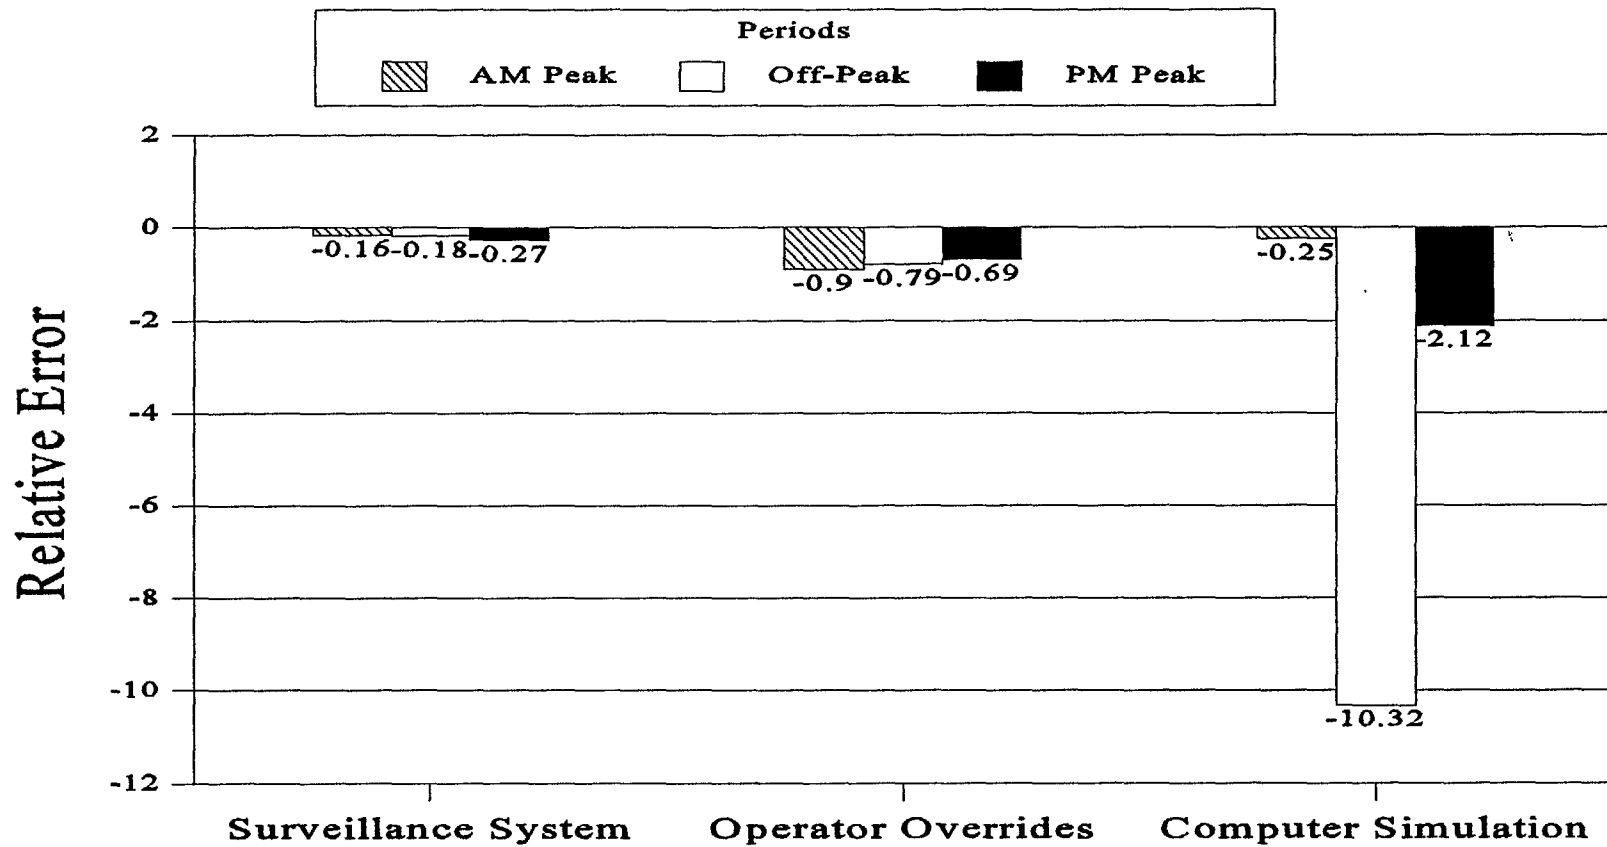 Periods
AM Peak Off-Peak PM Peak
2
0
-2
-4
-6
-8
-10
-12
Relative Error
-0.16 -0.18 -0.27
-0.9 -0.79 -0.69
-0.25 -10.32 -2.12
Surveillance System Operator Overrides Computer Simulation